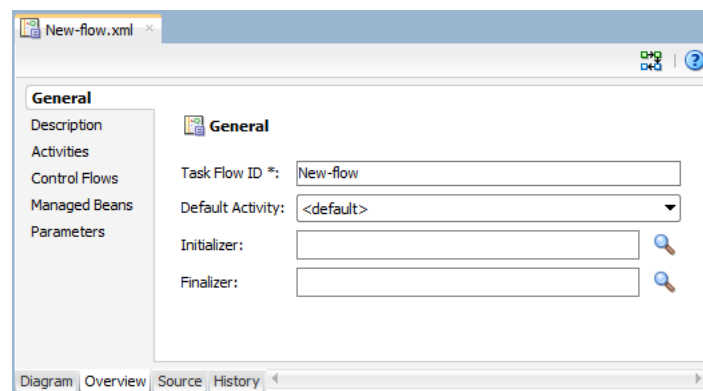 New-flow.xml
General
Description
Activities
Control Flows
Managed Beans
Parameters
General
Task Flow ID *: New-flow
Default Activity: <default>
Initializer:
Finalizer:
Diagram Overview Source History